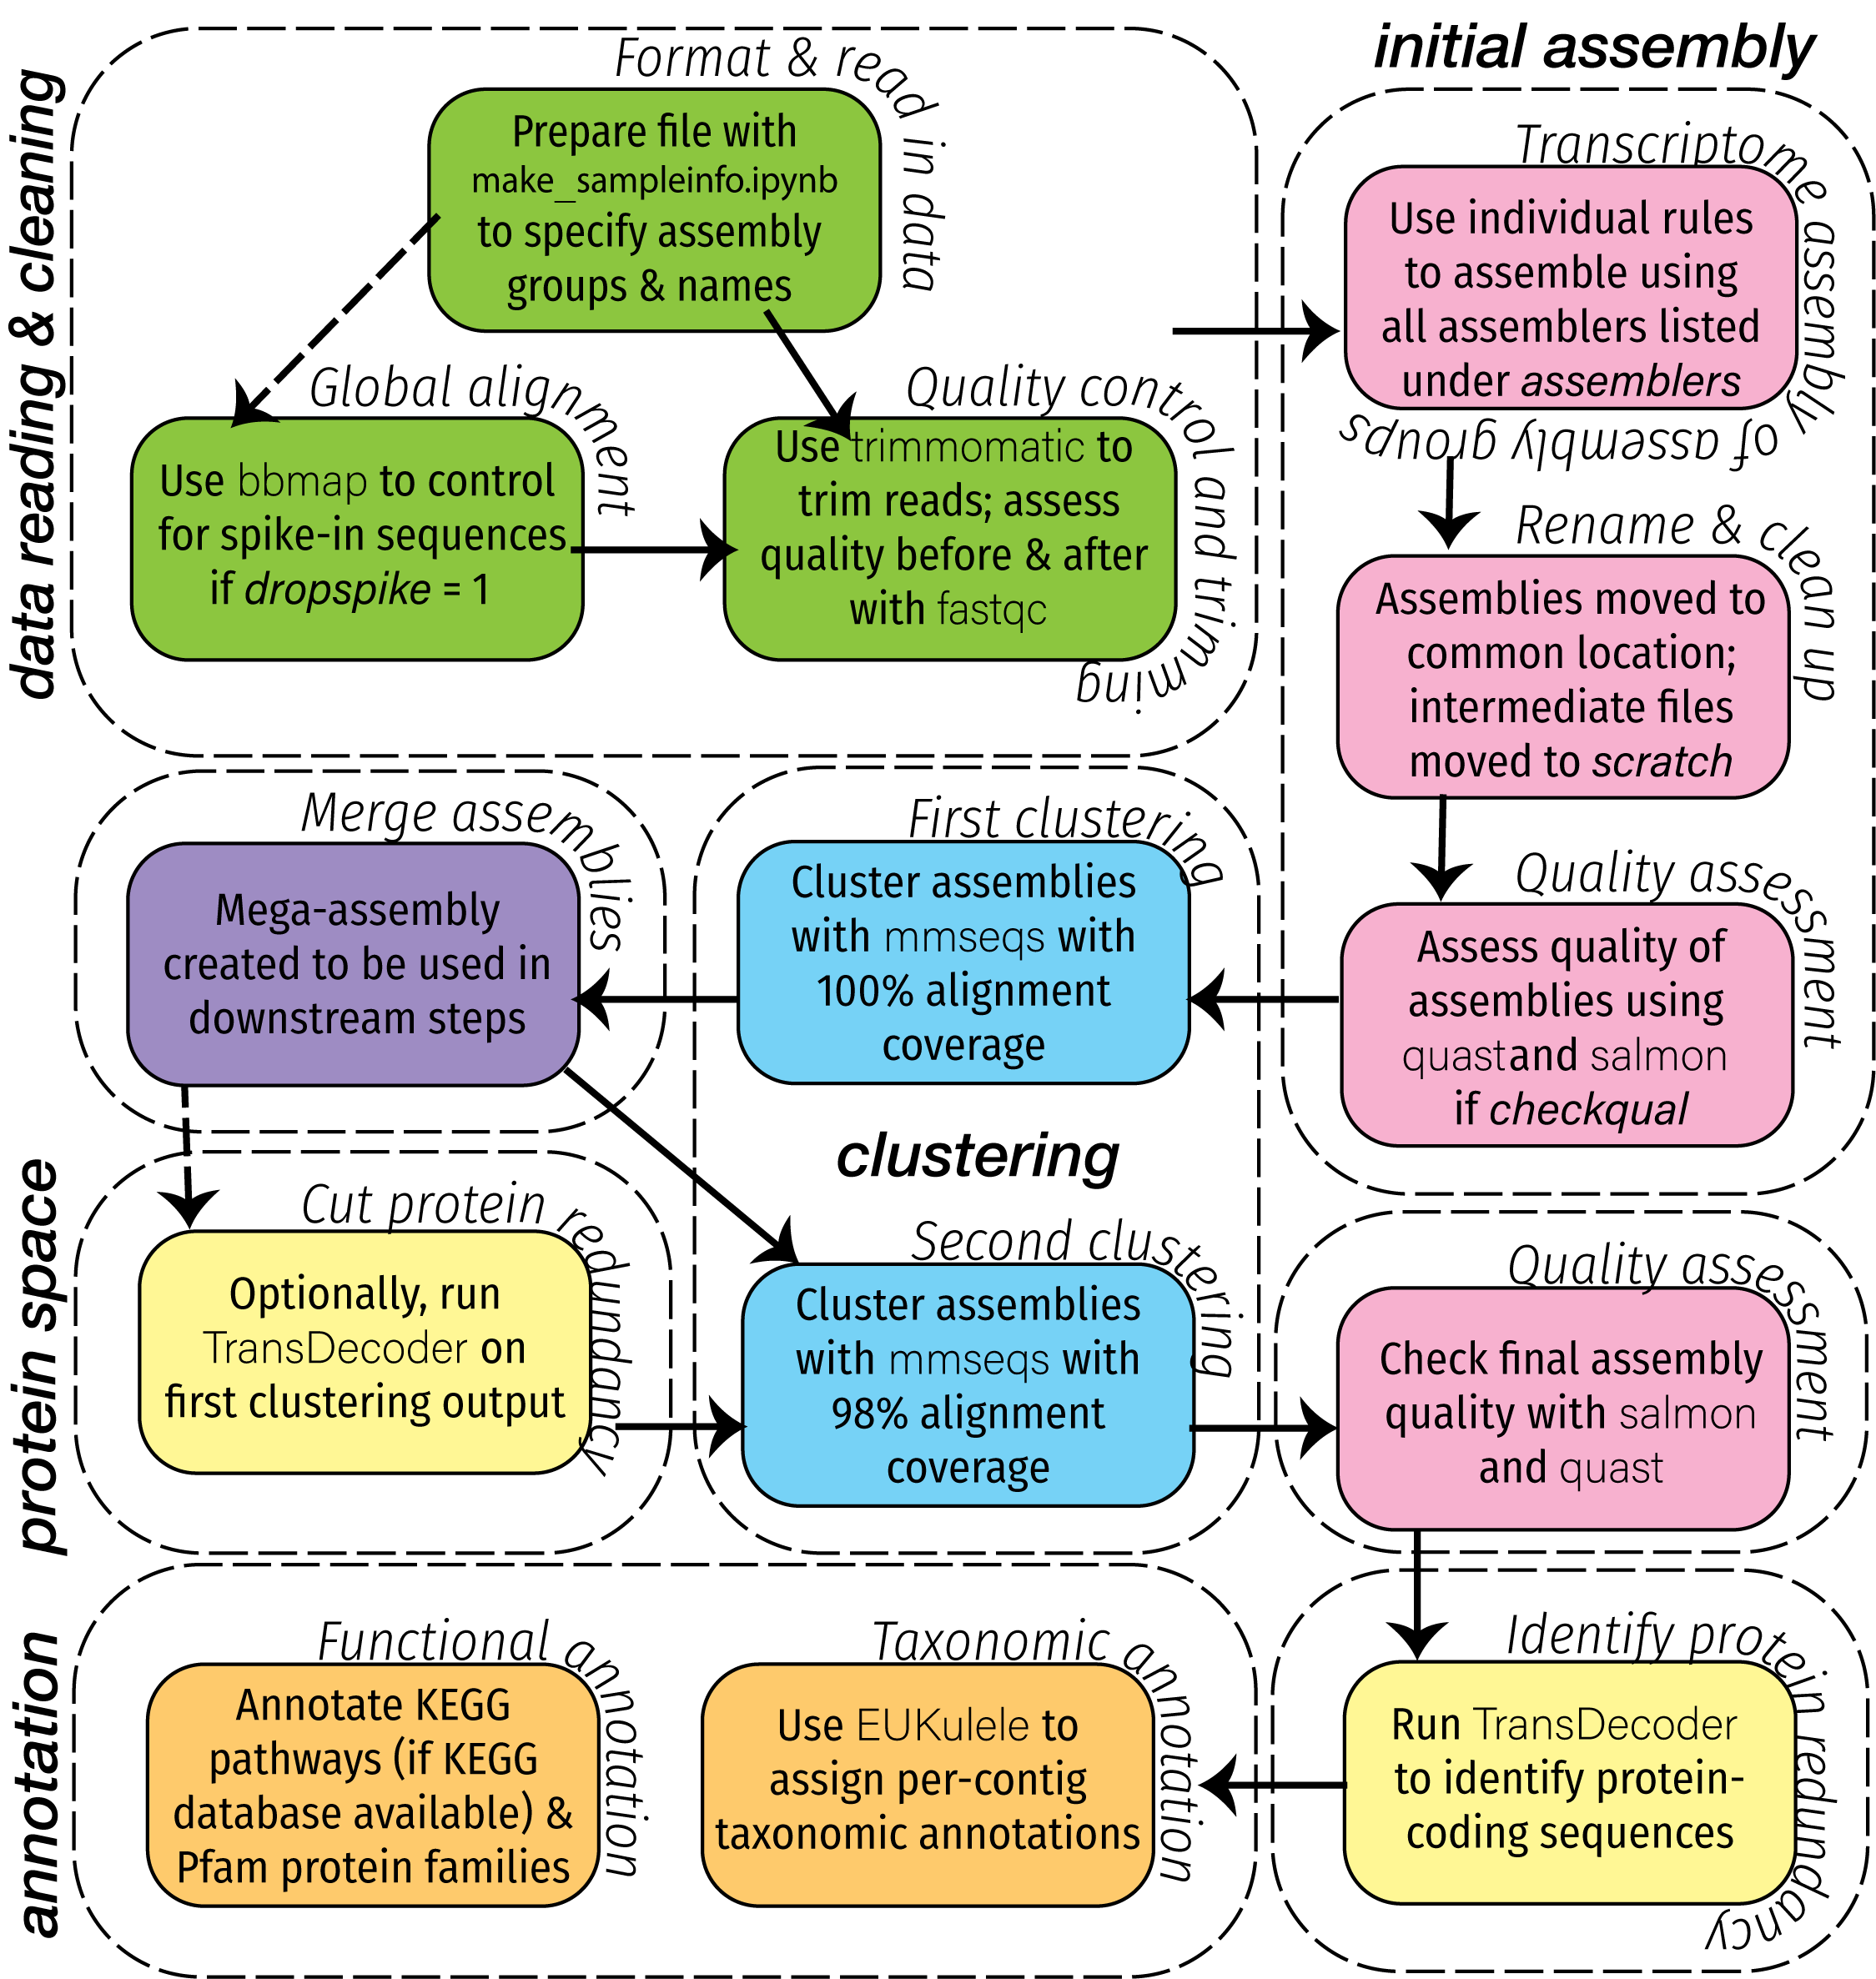 data reading & cleaning
Format & read in data
Prepare file with
make_sampleinfo.ipynb
to specify assembly
groups & names
Global alignment
Use bbmap to control
for spike-in sequences
if dropspike = 1
Quality control and trimming
Use trimmomatic to
trim reads; assess
quality before & after
with fastqc
initial assembly
Transcriptome assembly of assembly groups
Use individual rules
to assemble using
all assemblers listed
under assemblers
Rename & clean up
Assemblies moved to
common location;
intermediate files
moved to scratch
Quality assessment
Assess quality of
assemblies using
quast and salmon
if checkqual
clustering
First clustering
Cluster assemblies
with mmseqs with
100% alignment
coverage
Merge assemblies
Mega-assembly
created to be used in
downstream steps
protein space
Cut protein redundancy
Optionally, run
TransDecoder on
first clustering output
Second clustering
Cluster assemblies
with mmseqs with
98% alignment
coverage
Quality assessment
Check final assembly
quality with salmon
and quast
Identify protein redundancy
Run TransDecoder
to identify protein-
coding sequences
annotation
Functional annotation
Annotate KEGG
pathways (if KEGG
database available) &
Pfam protein families
Taxonomic annotation
Use EUKulele to
assign per-contig
taxonomic annotations